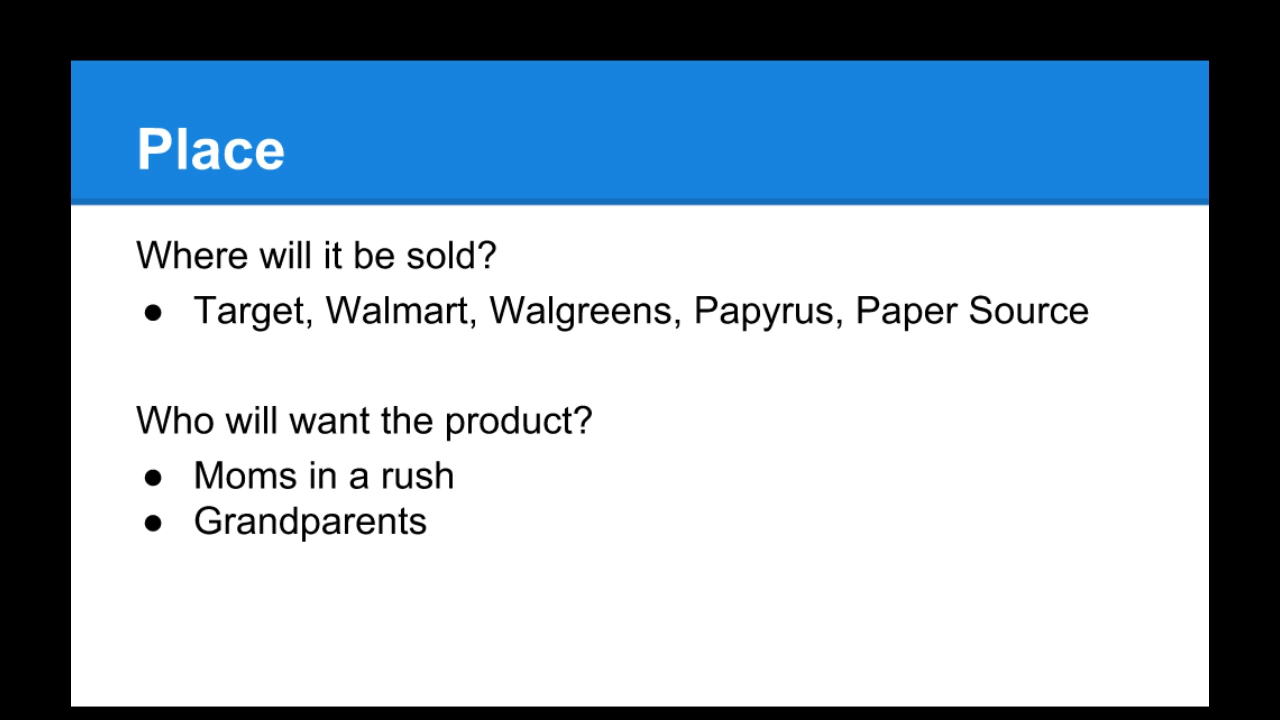 Place
Where will it be sold?
● Target, Walmart, Walgreens, Papyrus, Paper Source
Who will want the product?
● Moms in a rush
● Grandparents